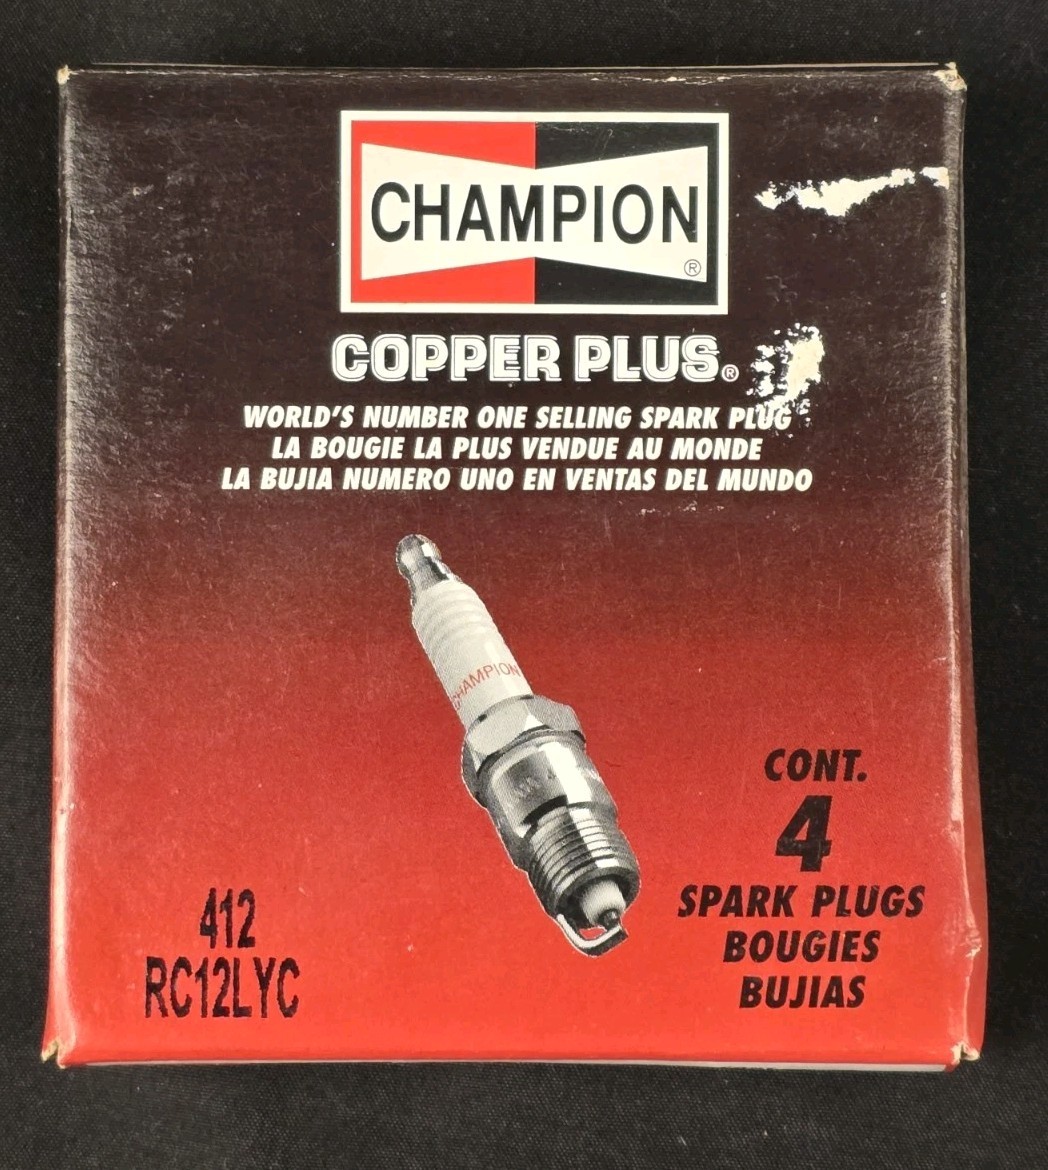 CHAMPION
®
COPPER PLUS®
WORLD'S NUMBER ONE SELLING SPARK PLUG
LA BOUGIE LA PLUS VENDUE AU MONDE
LA BUJIA NUMERO UNO EN VENTAS DEL MUNDO
CHAMPION
CONT.
4
SPARK PLUGS
BOUGIES
BUJIAS
412
RC12LYC